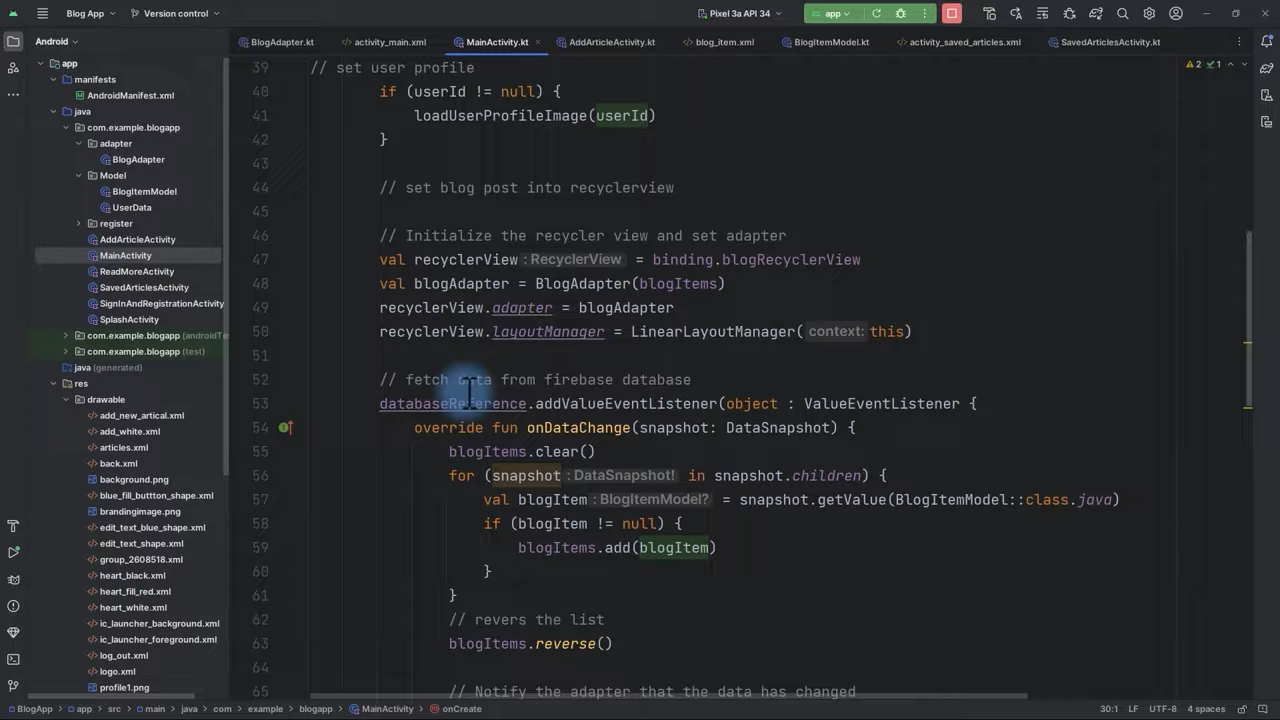 Blog App
Version control
Pixel 3a API 34
app
Android
BlogAdapter.kt
activity_main.xml
MainActivity.kt
AddArticleActivity.kt
blog_item.xml
BlogItemModel.kt
activity_saved_articles.xml
SavedArticlesActivity.kt
app
manifests
AndroidManifest.xml
java
com.example.blogapp
adapter
BlogAdapter
Model
BlogItemModel
UserData
register
AddArticleActivity
MainActivity
ReadMoreActivity
SavedArticlesActivity
SignInAndRegistrationActivity
SplashActivity
com.example.blogapp (androidTe
com.example.blogapp (test)
java (generated)
res
drawable
add_new_artical.xml
add_white.xml
articles.xml
back.xml
background.png
blue_fill_buttton_shape.xml
brandingimage.png
edit_text_blue_shape.xml
edit_text_shape.xml
group_2608518.xml
heart_black.xml
heart_fill_red.xml
heart_white.xml
ic_launcher_background.xml
ic_launcher_foreground.xml
log_out.xml
logo.xml
profile1.png
2 1
39 // set user profile
40 if (userId != null) {
41 loadUserProfileImage(userId)
42 }
43
44 // set blog post into recyclerview
45
46 // Initialize the recycler view and set adapter
47 val recyclerView : RecyclerView = binding.blogRecyclerView
48 val blogAdapter = BlogAdapter(blogItems)
49 recyclerView.adapter = blogAdapter
50 recyclerView.layoutManager = LinearLayoutManager( context: this)
51
52 // fetch data from firebase database
53 databaseReference.addValueEventListener(object : ValueEventListener {
54 override fun onDataChange(snapshot: DataSnapshot) {
55 blogItems.clear()
56 for (snapshot : DataSnapshot! in snapshot.children) {
57 val blogItem : BlogItemModel? = snapshot.getValue(BlogItemModel::class.java)
58 if (blogItem != null) {
59 blogItems.add(blogItem)
60 }
61 }
62 // revers the list
63 blogItems.reverse()
64
65 // Notify the adapter that the data has changed
BlogApp > app > src > main > java > com > example > blogapp > MainActivity > onCreate
30:1 LF UTF-8 4 spaces